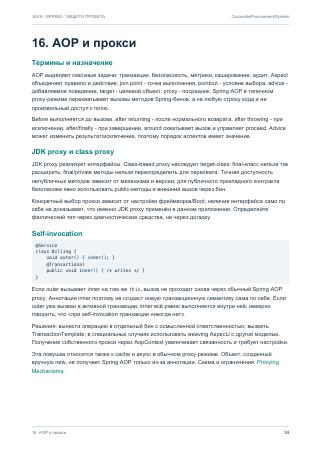 JAVA / SPRING / ЗАЩИТА ПРОЕКТА
CorporateProcurementSystem
16. AOP и прокси
Термины и назначение
AOP выделяет сквозные задачи: транзакции, безопасность, метрики, кэширование, аудит. Aspect
объединяет правило и действие; join point - точка выполнения, pointcut - условие выбора, advice -
добавляемое поведение, target - целевой объект, proxy - посредник. Spring AOP в типичном
proxy-режиме перехватывает вызовы методов Spring-бинов, а не любую строку кода и не
произвольный доступ к полю.
Before выполняется до вызова, after returning - после нормального возврата, after throwing - при
исключении, after/finally - при завершении, around охватывает вызов и управляет proceed. Advice
может изменить результат/исключение, поэтому порядок аспектов имеет значение.
JDK proxy и class proxy
JDK proxy реализует интерфейсы. Class-based proxy наследует target-class; final-класс нельзя так
расширить, final/private методы нельзя переопределить для перехвата. Точная доступность
непубличных методов зависит от механизма и версии; для публичного прикладного контракта
безопаснее явно использовать public-методы и внешний вызов через бин.
Конкретный выбор прокси зависит от настройки фреймворка/Boot; наличие интерфейса само по
себе не доказывает, что именно JDK proxy применён в данном приложении. Определяйте
фактический тип через диагностические средства, не через догадку.
Self-invocation
@Service
class Billing {
void outer() { inner(); }
@Transactional
public void inner() { /* writes */ }
}
Если outer вызывает inner на том же this, вызов не проходит снова через обычный Spring AOP
proxy. Аннотация inner поэтому не создаст новую транзакционную семантику сама по себе. Если
outer уже вызван в активной транзакции, inner всё равно выполняется внутри неё; неверно
говорить, что «при self-invocation транзакции никогда нет».
Решения: вынести операцию в отдельный бин с осмысленной ответственностью; вызвать
TransactionTemplate; в специальных случаях использовать weaving AspectJ с другой моделью.
Получение собственного прокси через AopContext увеличивает связанность и требует настройки.
Эта ловушка относится также к cache и async в обычном proxy-режиме. Объект, созданный
вручную new, не получает Spring AOP только из-за аннотации. Схема и ограничения: Proxying
Mechanisms.
16. AOP и прокси
34